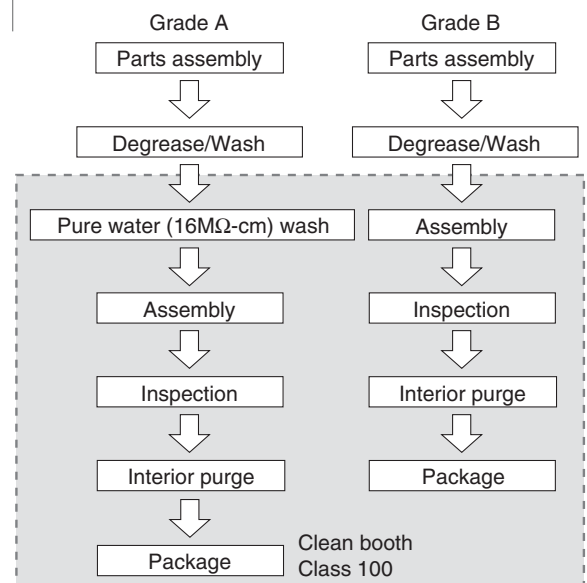 Grade A
Parts assembly
Degrease/Wash
Pure water (16MΩ-cm) wash
Assembly
Inspection
Interior purge
Package
Grade B
Parts assembly
Degrease/Wash
Assembly
Inspection
Interior purge
Package
Clean booth
Class 100